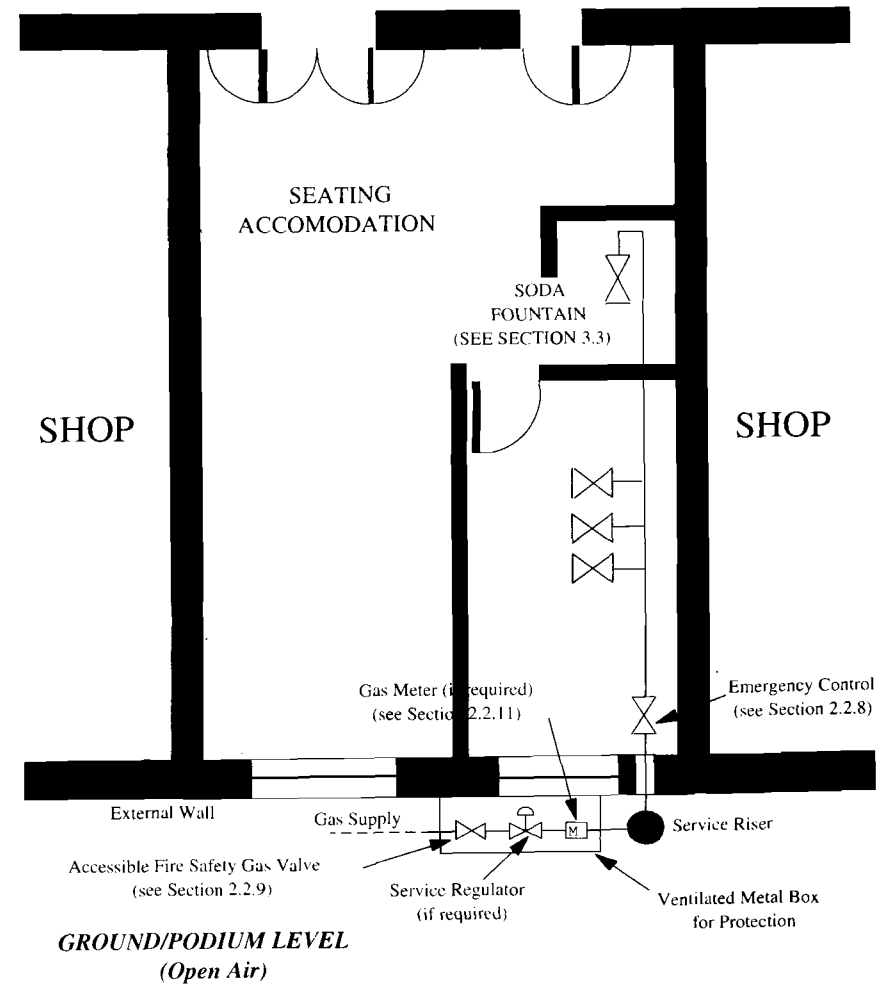 SEATING
ACCOMODATION
SODA
FOUNTAIN
(SEE SECTION 3.3)
SHOP
SHOP
Gas Meter (if required)
(see Section 2.2.11)
Emergency Control
(see Section 2.2.8)
External Wall
Gas Supply
M
Service Riser
Accessible Fire Safety Gas Valve
(see Section 2.2.9)
Service Regulator
(if required)
Ventilated Metal Box
for Protection
GROUND/PODIUM LEVEL
(Open Air)